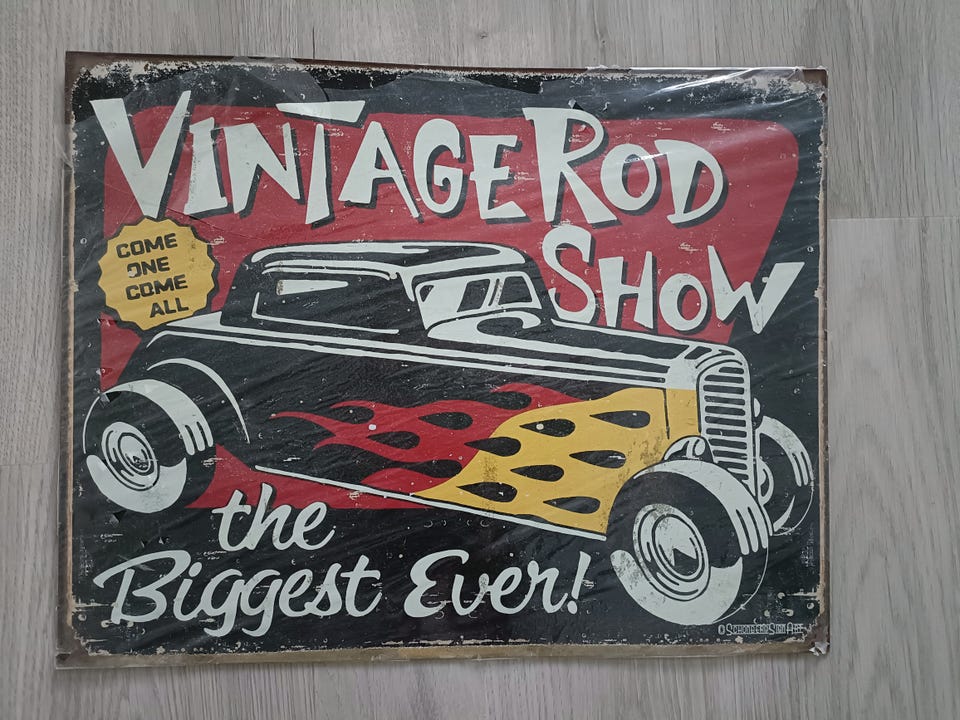 VINTAGE ROD
SHOW
COME
ONE
COME
ALL
the
Biggest Ever!